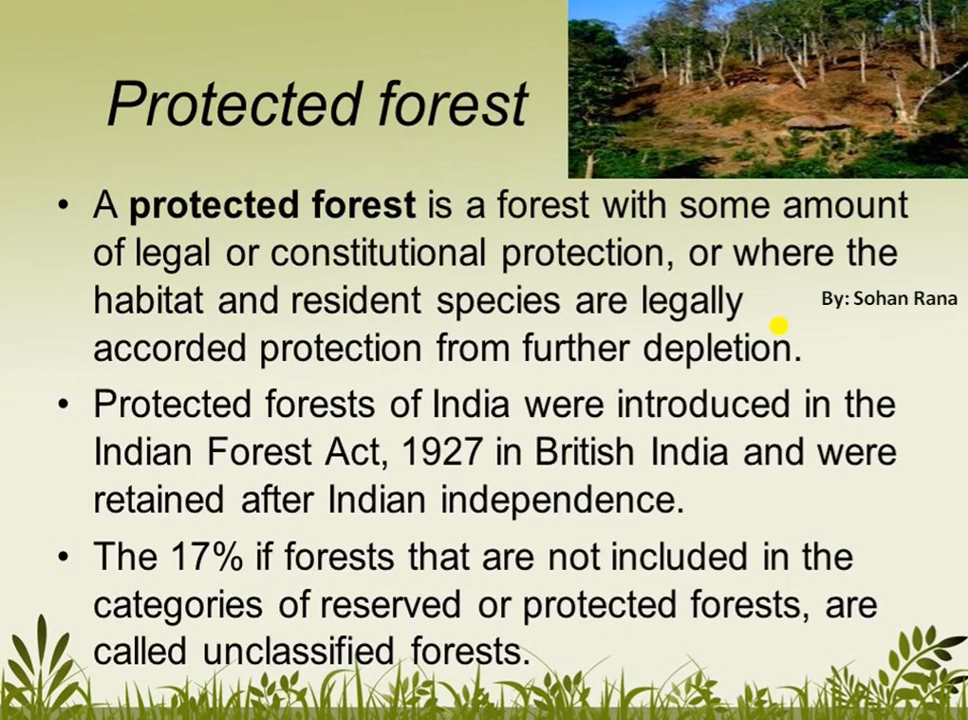 Protected forest
• A protected forest is a forest with some amount
of legal or constitutional protection, or where the
habitat and resident species are legally
By: Sohan Rana
accorded protection from further depletion.
• Protected forests of India were introduced in the
Indian Forest Act, 1927 in British India and were
retained after Indian independence.
• The 17% if forests that are not included in the
categories of reserved or protected forests, are
called unclassified forests.